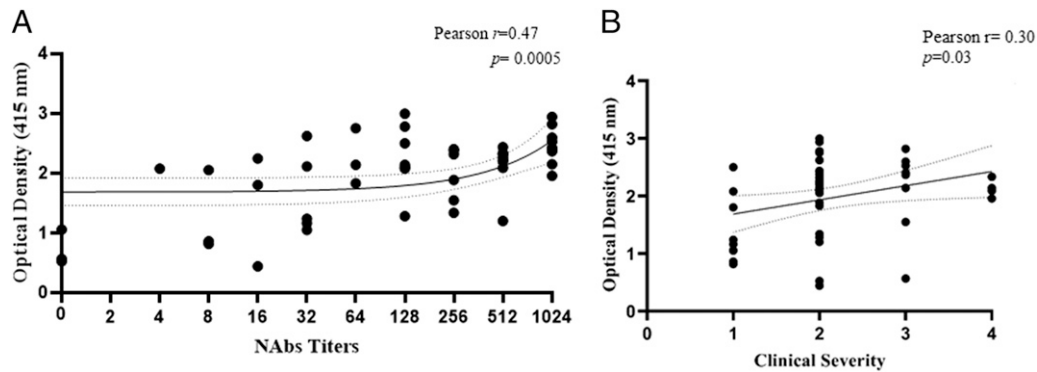 A
Pearson r=0.47
p= 0.0005
Optical Density (415 nm)
4
3
2
1
0
0 2 4 8 16 32 64 128 256 512 1024
NAbs Titers
B
Pearson r= 0.30
p=0.03
Optical Density (415 nm)
4
3
2
1
0
0 1 2 3 4
Clinical Severity